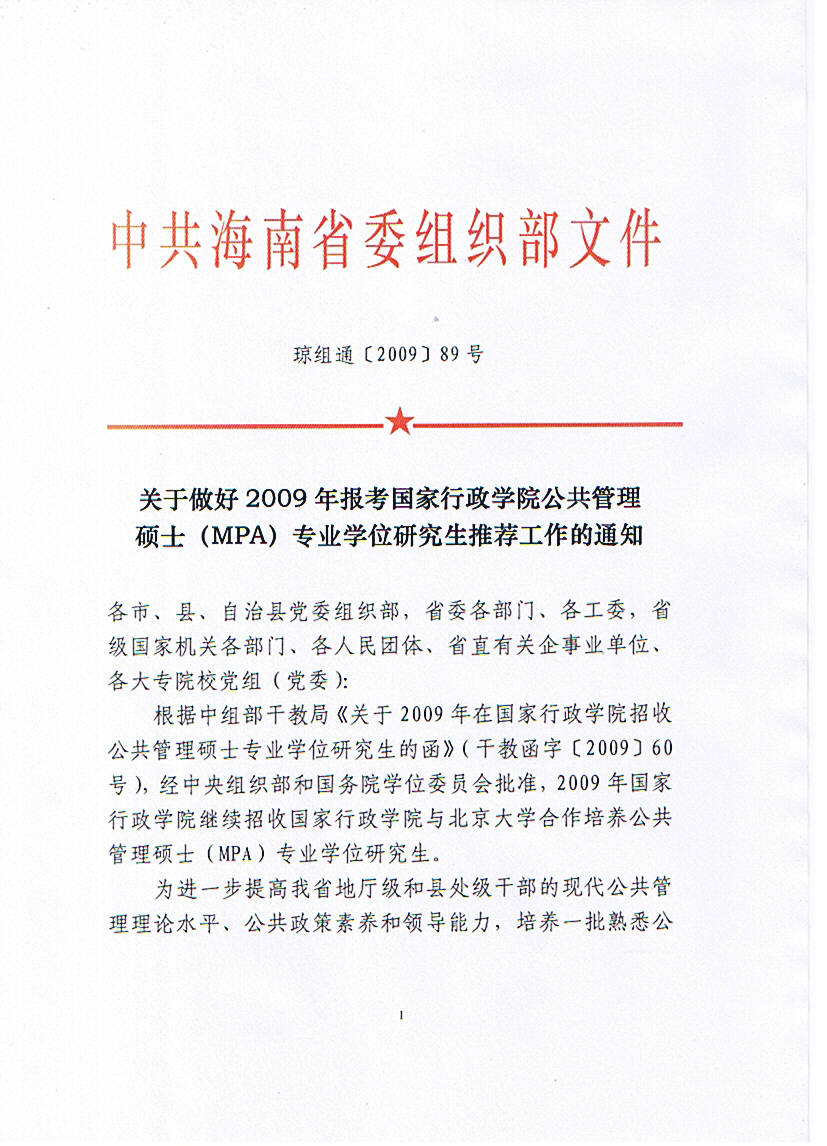 中共海南省委组织部文件
琼组通〔2009〕89号
关于做好2009年报考国家行政学院公共管理
硕士（MPA）专业学位研究生推荐工作的通知
各市、县、自治县党委组织部，省委各部门、各工委，省
级国家机关各部门、各人民团体、省直有关企事业单位、
各大专院校党组（党委）：
根据中组部干教局《关于2009年在国家行政学院招收
公共管理硕士专业学位研究生的函》（干教函字〔2009〕60
号），经中央组织部和国务院学位委员会批准，2009年国家
行政学院继续招收国家行政学院与北京大学合作培养公共
管理硕士（MPA）专业学位研究生。
为进一步提高我省地厅级和县处级干部的现代公共管
理理论水平、公共政策素养和领导能力，培养一批熟悉公
1